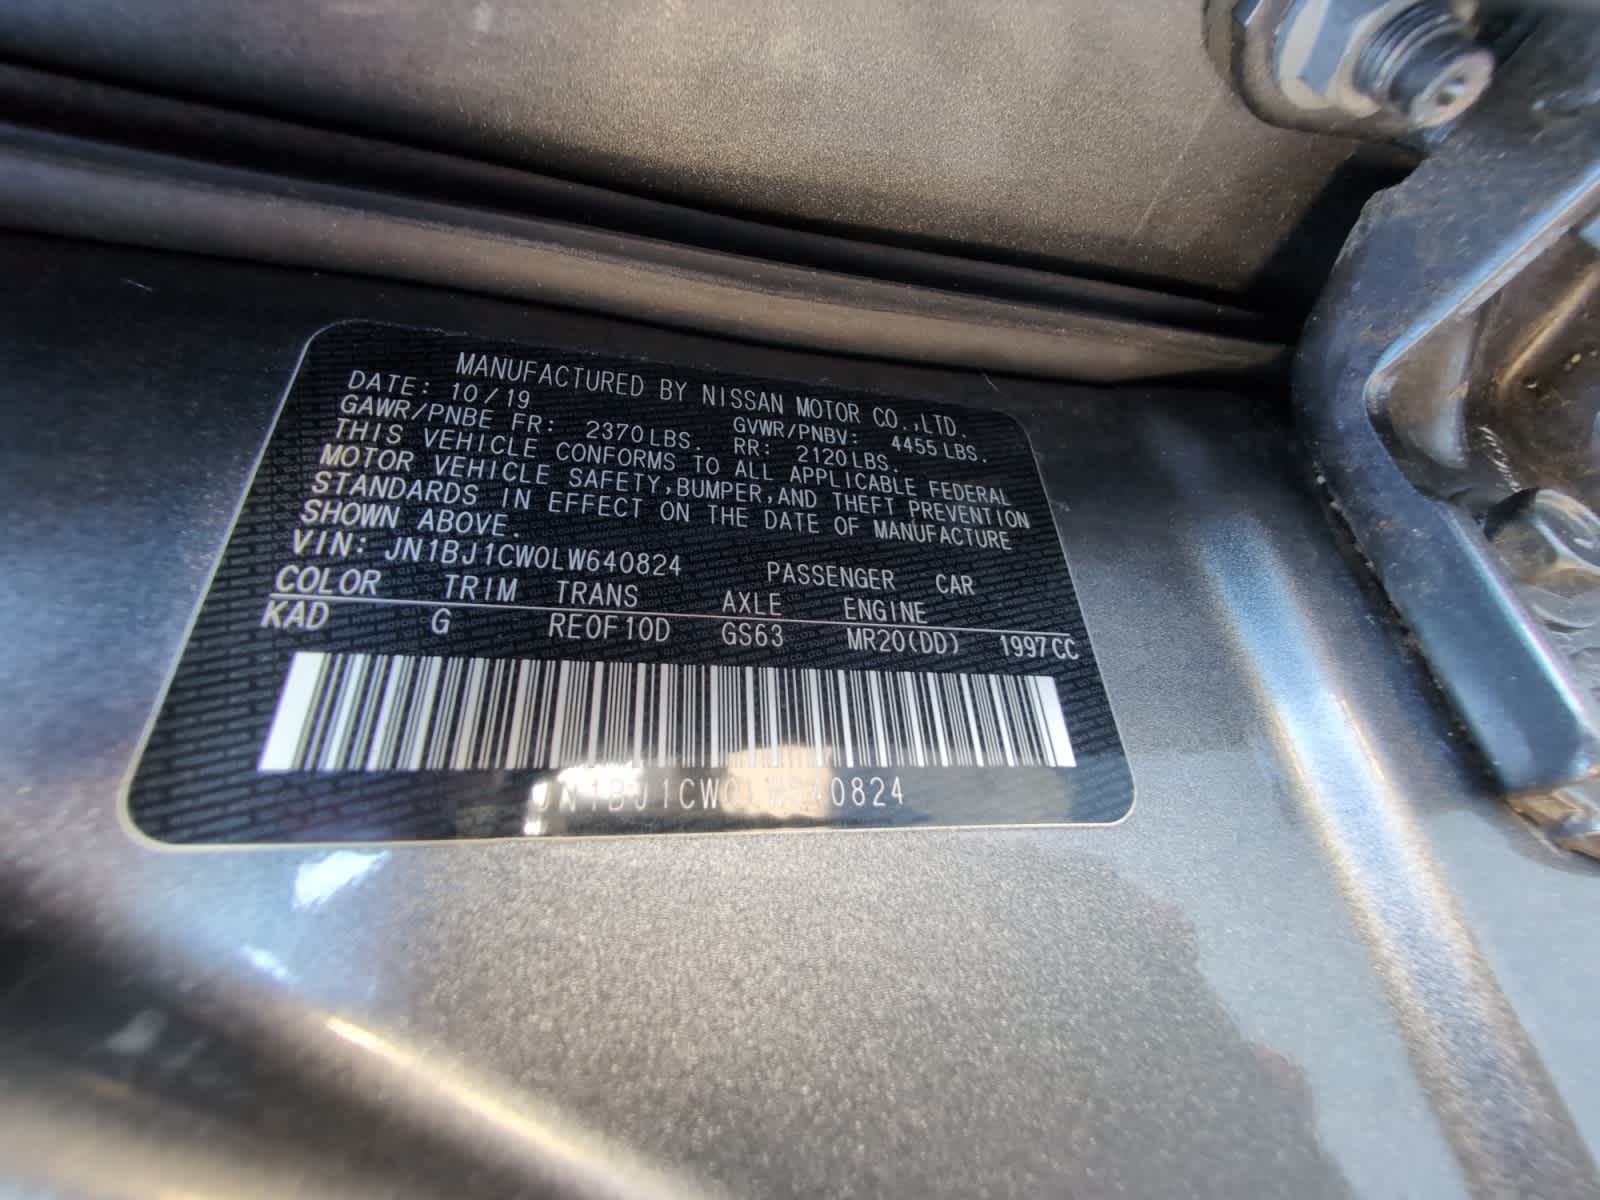 MANUFACTURED BY NISSAN MOTOR CO.,LTD.
DATE: 10/19 GVWR/PNBV: 4455 LBS.
GAWR/PNBE FR: 2370 LBS. RR: 2120 LBS.
THIS VEHICLE CONFORMS TO ALL APPLICABLE FEDERAL
MOTOR VEHICLE SAFETY,BUMPER,AND THEFT PREVENTION
STANDARDS IN EFFECT ON THE DATE OF MANUFACTURE
SHOWN ABOVE.
VIN: JN1BJ1CW0LW640824 PASSENGER CAR
COLOR TRIM TRANS AXLE ENGINE
KAD G RE0F10D GS63 MR20(DD) 1997 CC
JN1BJ1CW0LW640824